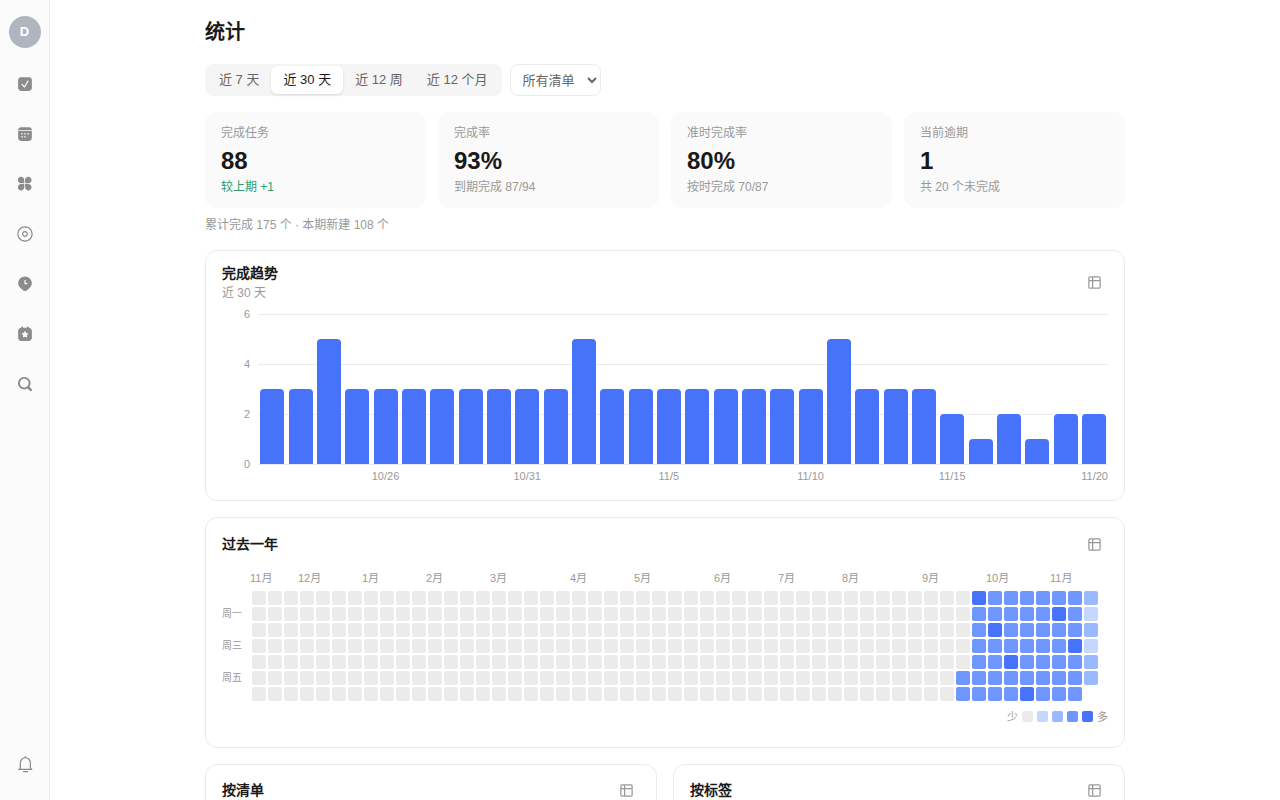 D
统计
近 7 天 近 30 天 近 12 周 近 12 个月 所有清单
完成任务
88
较上期 +1
完成率
93%
到期完成 87/94
准时完成率
80%
按时完成 70/87
当前逾期
1
共 20 个未完成
累计完成 175 个 · 本期新建 108 个
完成趋势
近 30 天
6
4
2
0
10/26 10/31 11/5 11/10 11/15 11/20
过去一年
11月 12月 1月 2月 3月 4月 5月 6月 7月 8月 9月 10月 11月
周一
周三
周五
少 多
按清单
按标签